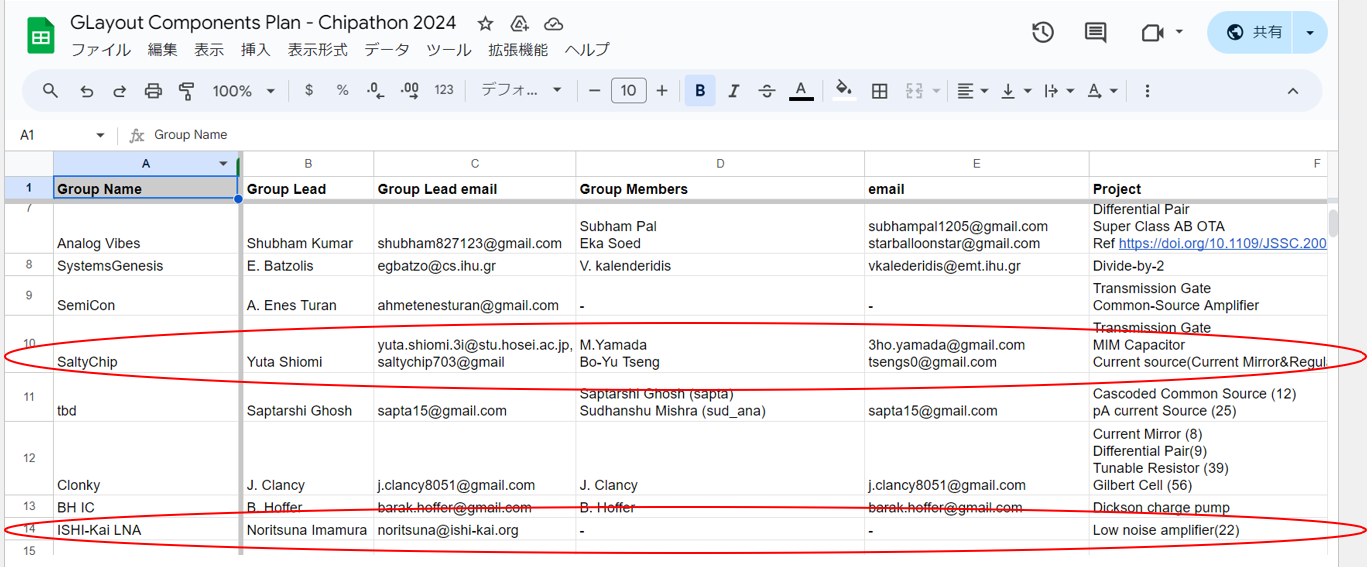 GLayout Components Plan - Chipathon 2024
ファイル 編集 表示 挿入 表示形式 データ ツール 拡張機能 ヘルプ
共有
100% $ % .0 .00 123 デフォ... − 10 + B I S A
A1 fx Group Name
A B C D E F
1 Group Name Group Lead Group Lead email Group Members email Project
7 Differential Pair
Subham Pal subhampal1205@gmail.com Super Class AB OTA
Analog Vibes Shubham Kumar shubham827123@gmail.com Eka Soed starballoonstar@gmail.com Ref https://doi.org/10.1109/JSSC.200
8 SystemsGenesis E. Batzolis egbatzo@cs.ihu.gr V. kalenderidis vkalederidis@emt.ihu.gr Divide-by-2
9 Transmission Gate
SemiCon A. Enes Turan ahmetenesturan@gmail.com - - Common-Source Amplifier
Transmission Gate
10 yuta.shiomi.3i@stu.hosei.ac.jp, M.Yamada 3ho.yamada@gmail.com MIM Capacitor
SaltyChip Yuta Shiomi saltychip703@gmail Bo-Yu Tseng tsengs0@gmail.com Current source(Current Mirror&Regul
11 Saptarshi Ghosh (sapta) Cascoded Common Source (12)
tbd Saptarshi Ghosh sapta15@gmail.com Sudhanshu Mishra (sud_ana) sapta15@gmail.com pA current Source (25)
Current Mirror (8)
12 Differential Pair(9)
Tunable Resistor (39)
Clonky J. Clancy j.clancy8051@gmail.com J. Clancy j.clancy8051@gmail.com Gilbert Cell (56)
13 BH IC B. Hoffer barak.hoffer@gmail.com B. Hoffer barak.hoffer@gmail.com Dickson charge pump
14 ISHI-Kai LNA Noritsuna Imamura noritsuna@ishi-kai.org - - Low noise amplifier(22)
15